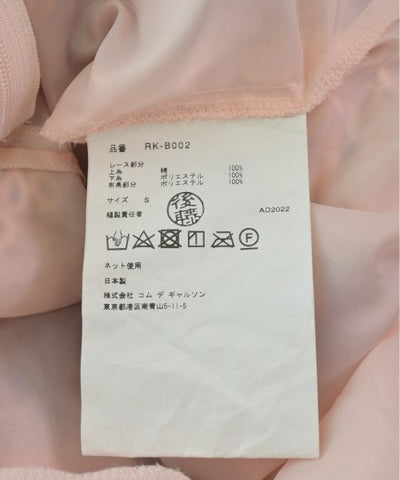 品番 RK-B002
レース部分
上糸 綿 100%
下糸 ポリエステル 100%
布帛部分 ポリエステル 100%
サイズ S
縫製責任者 後藤 AD2022
ネット使用
日本製
株式会社 コム デ ギャルソン
東京都港区南青山5-11-5